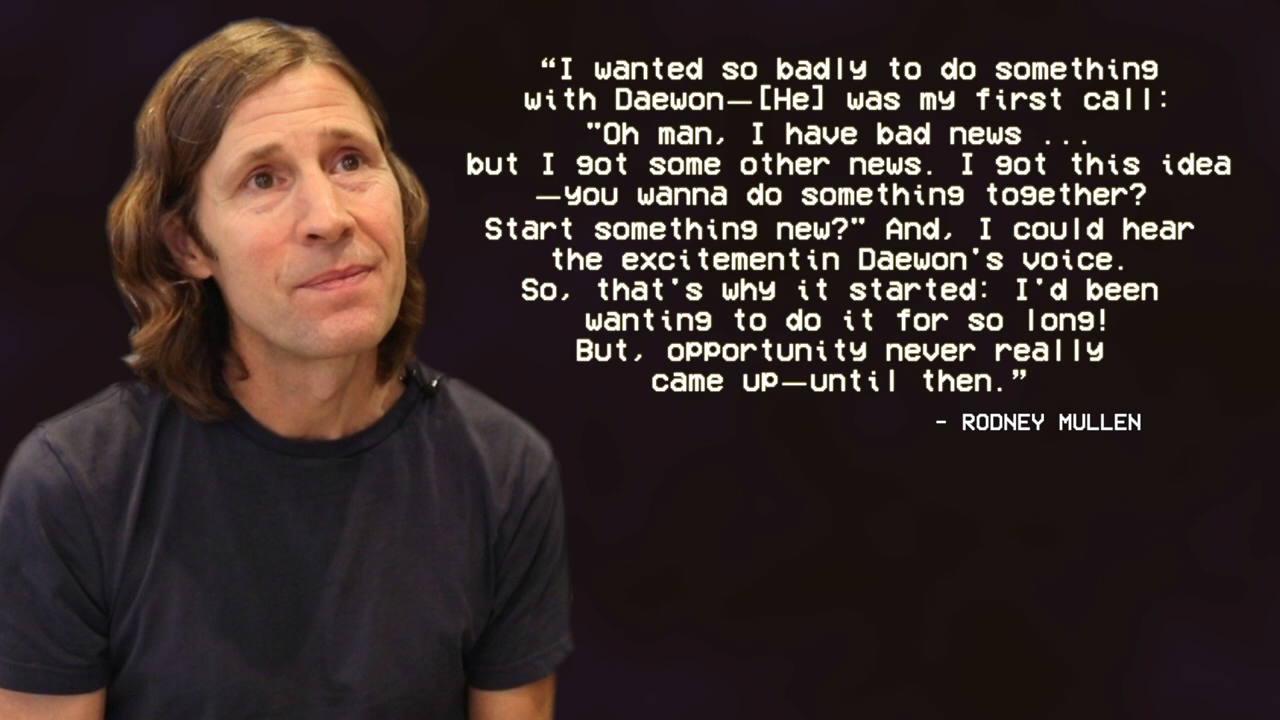 “I wanted so badly to do something
with Daewon—[He] was my first call:
"Oh man, I have bad news ...
but I got some other news. I got this idea
—you wanna do something together?
Start something new?” And, I could hear
the excitementin Daewon's voice.
So, that's why it started: I'd been
wanting to do it for so long!
But, opportunity never really
came up—until then.”
- RODNEY MULLEN